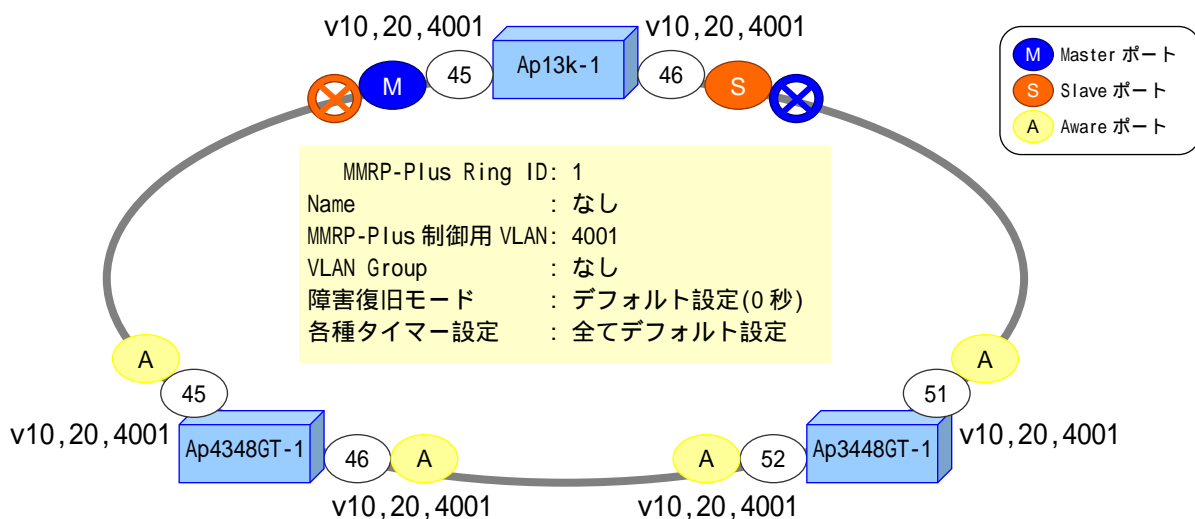 v10,20,4001
v10,20,4001
45
Ap13k-1
46
M
S
M Master ポート
S Slave ポート
A Aware ポート
MMRP-Plus Ring ID: 1
Name : なし
MMRP-Plus 制御用 VLAN: 4001
VLAN Group : なし
障害復旧モード : デフォルト設定(0 秒)
各種タイマー設定 : 全てデフォルト設定
A
A
45
51
v10,20,4001
Ap4348GT-1
Ap3448GT-1
v10,20,4001
46
A
A
52
v10,20,4001
v10,20,4001